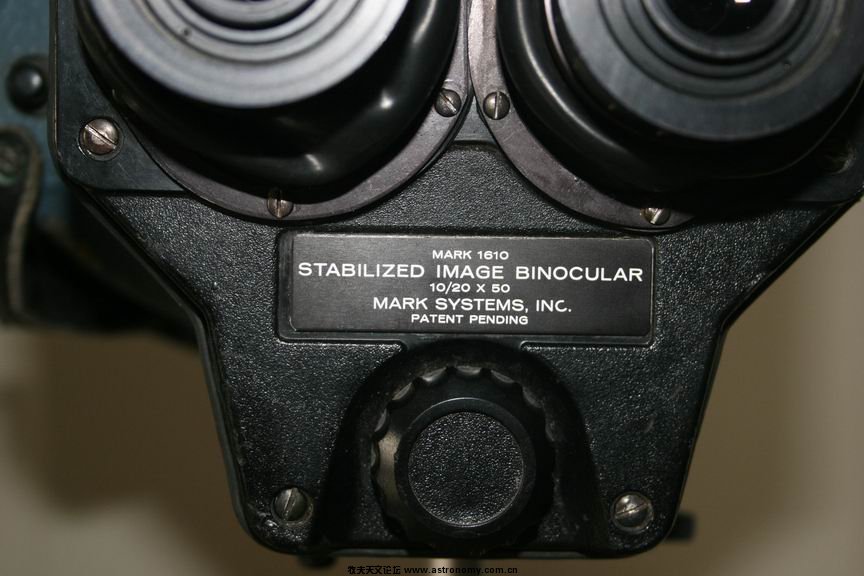 MARK 1610
STABILIZED IMAGE BINOCULAR
10/20 X 50
MARK SYSTEMS, INC.
PATENT PENDING
牧夫天文论坛 www.astronomy.com.cn